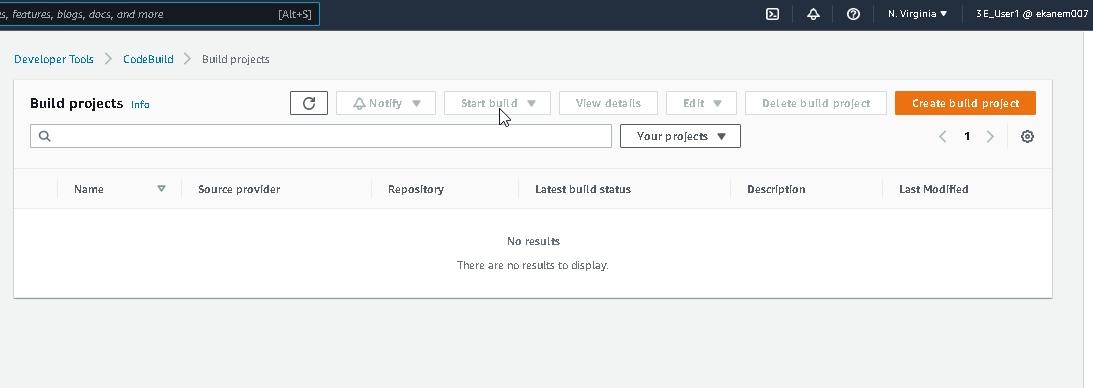 s, features, blogs, docs, and more [Alt+S] N. Virginia 3E_User1 @ ekanem007
Developer Tools CodeBuild Build projects
Build projects Info Notify Start build View details Edit Delete build project Create build project
Your projects 1
Name Source provider Repository Latest build status Description Last Modified
No results
There are no results to display.